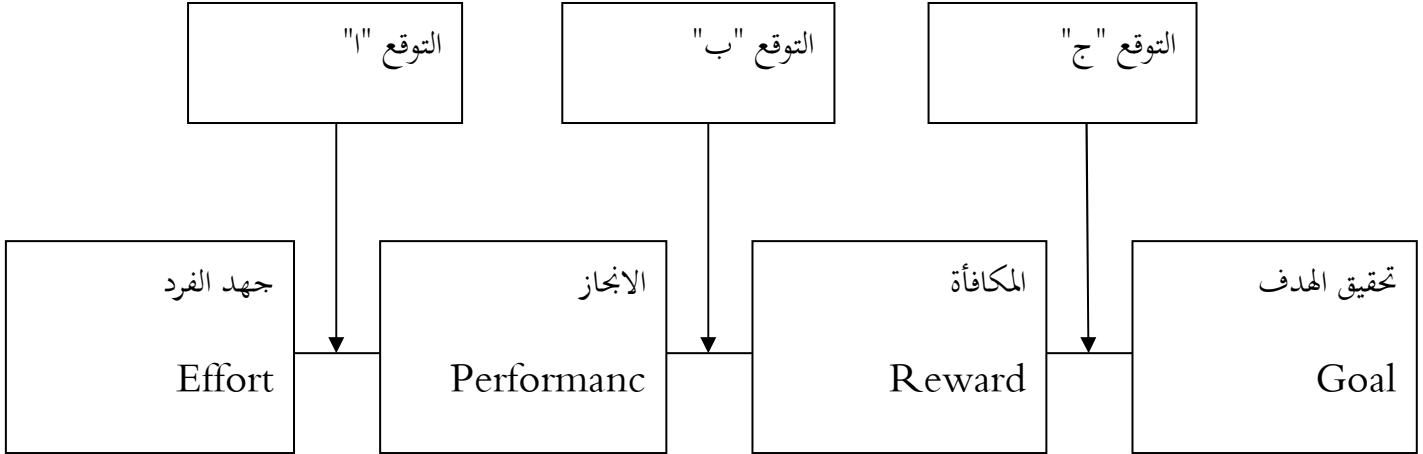 التوقع "ا"
التوقع "ب"
التوقع "ج"
جهد الفرد
Effort
الانجاز
Performanc
المكافأة
Reward
تحقيق الهدف
Goal